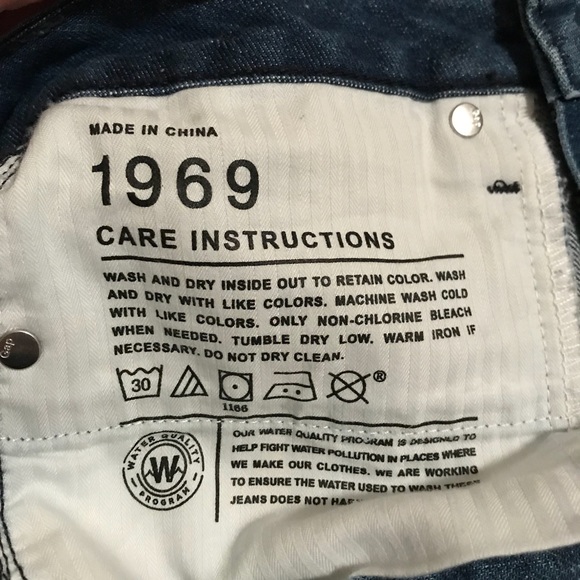 MADE IN CHINA
1969
CARE INSTRUCTIONS
WASH AND DRY INSIDE OUT TO RETAIN COLOR. WASH
AND DRY WITH LIKE COLORS. MACHINE WASH COLD
WITH LIKE COLORS. ONLY NON-CHLORINE BLEACH
WHEN NEEDED. TUMBLE DRY LOW. WARM IRON IF
NECESSARY. DO NOT DRY CLEAN.
30
®
1166
WATER QUALITY
W
PROGRAM
OUR WATER QUALITY PROGRAM IS DESIGNED TO
HELP FIGHT WATER POLLUTION IN PLACES WHERE
WE MAKE OUR CLOTHES. WE ARE WORKING
TO ENSURE THE WATER USED TO WASH THESE
JEANS DOES NOT
Gap